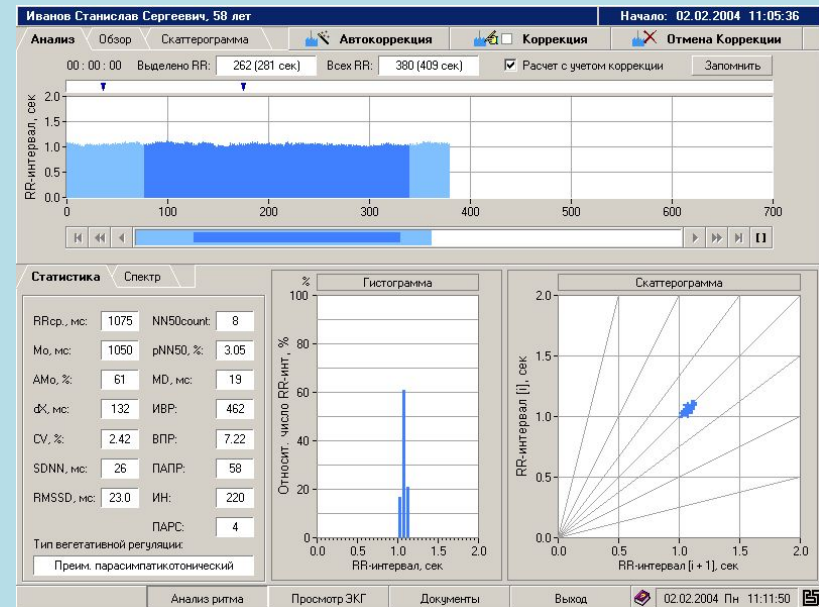 Иванов Станислав Сергеевич, 58 лет
Начало: 02.02.2004 11:05:36
Анализ Обзор Скаттерограмма Автокоррекция Коррекция Отмена Коррекции
00 : 00 : 00 Выделено RR: 262 (281 сек) Всех RR: 380 (409 сек) Расчет с учетом коррекции Запомнить
RR-интервал, сек
2.0
1.5
1.0
0.5
0.0
0 100 200 300 400 500 600 700
Статистика Спектр
RRср., мс: 1075 NN50count: 8
Mo, мс: 1050 pNN50, %: 3.05
AMo, %: 61 MD, мс: 19
dX, мс: 132 ИВР: 462
CV, %: 2.42 ВПР: 7.22
SDNN, мс: 26 ПАПР: 58
RMSSD, мс: 23.0 ИН: 220
ПАРС: 4
Тип вегетативной регуляции:
Преим. парасимпатикотонический
% Гистограмма
Относит. число RR-инт, %
100
80
60
40
20
0
0.0 0.5 1.0 1.5 2.0
RR-интервал, сек
Скаттерограмма
RR-интервал [i], сек
2.0
1.5
1.0
0.5
0.0
0.0 0.5 1.0 1.5 2.0
RR-интервал [i + 1], сек
Анализ ритма Просмотр ЭКГ Документы Выход 02.02.2004 Пн 11:11:50